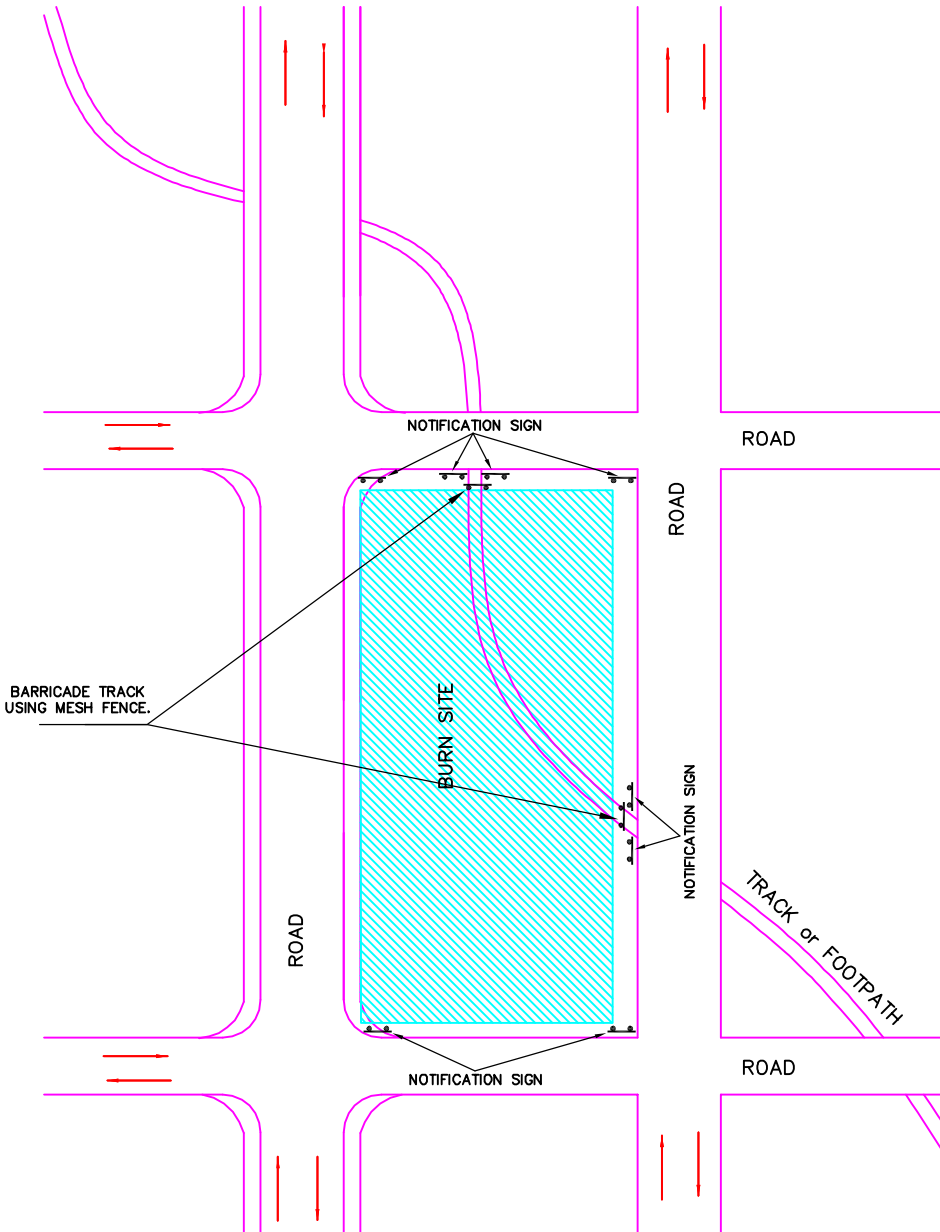 NOTIFICATION SIGN
ROAD
ROAD
BARRICADE TRACK
USING MESH FENCE.
BURN SITE
NOTIFICATION SIGN
TRACK or FOOTPATH
ROAD
NOTIFICATION SIGN
ROAD